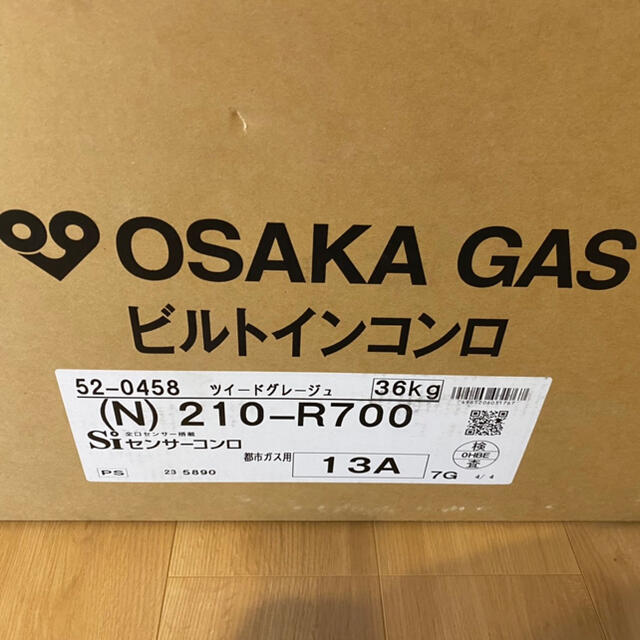 OSAKA GAS
ビルトインコンロ
52-0458 ツイードグレージュ 36kg
(N) 210-R700
Si 全口センサー搭載 センサーコンロ
都市ガス用 13A 7G 4/4
検 OHBE 査
PS 23 5890